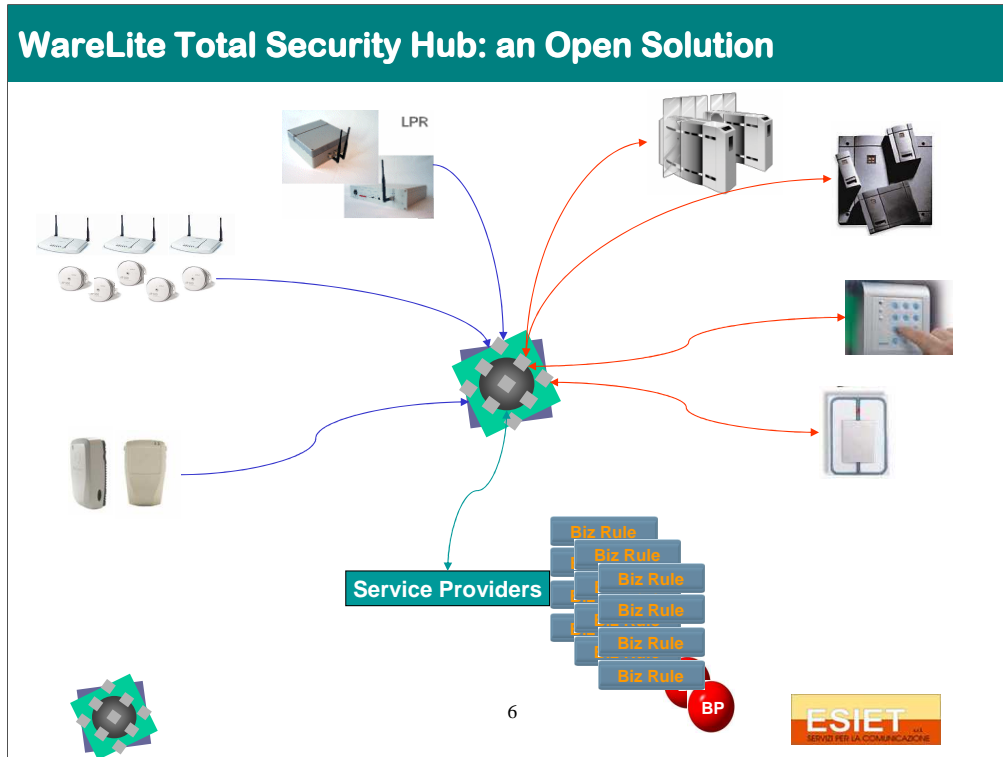 WareLite Total Security Hub: an Open Solution
LPR
Biz Rule
Biz Rule
Biz Rule
Service Providers
Biz Rule
Biz Rule
Biz Rule
BP
6
ESIET s.r.l.
SERVIZI PER LA COMUNICAZIONE